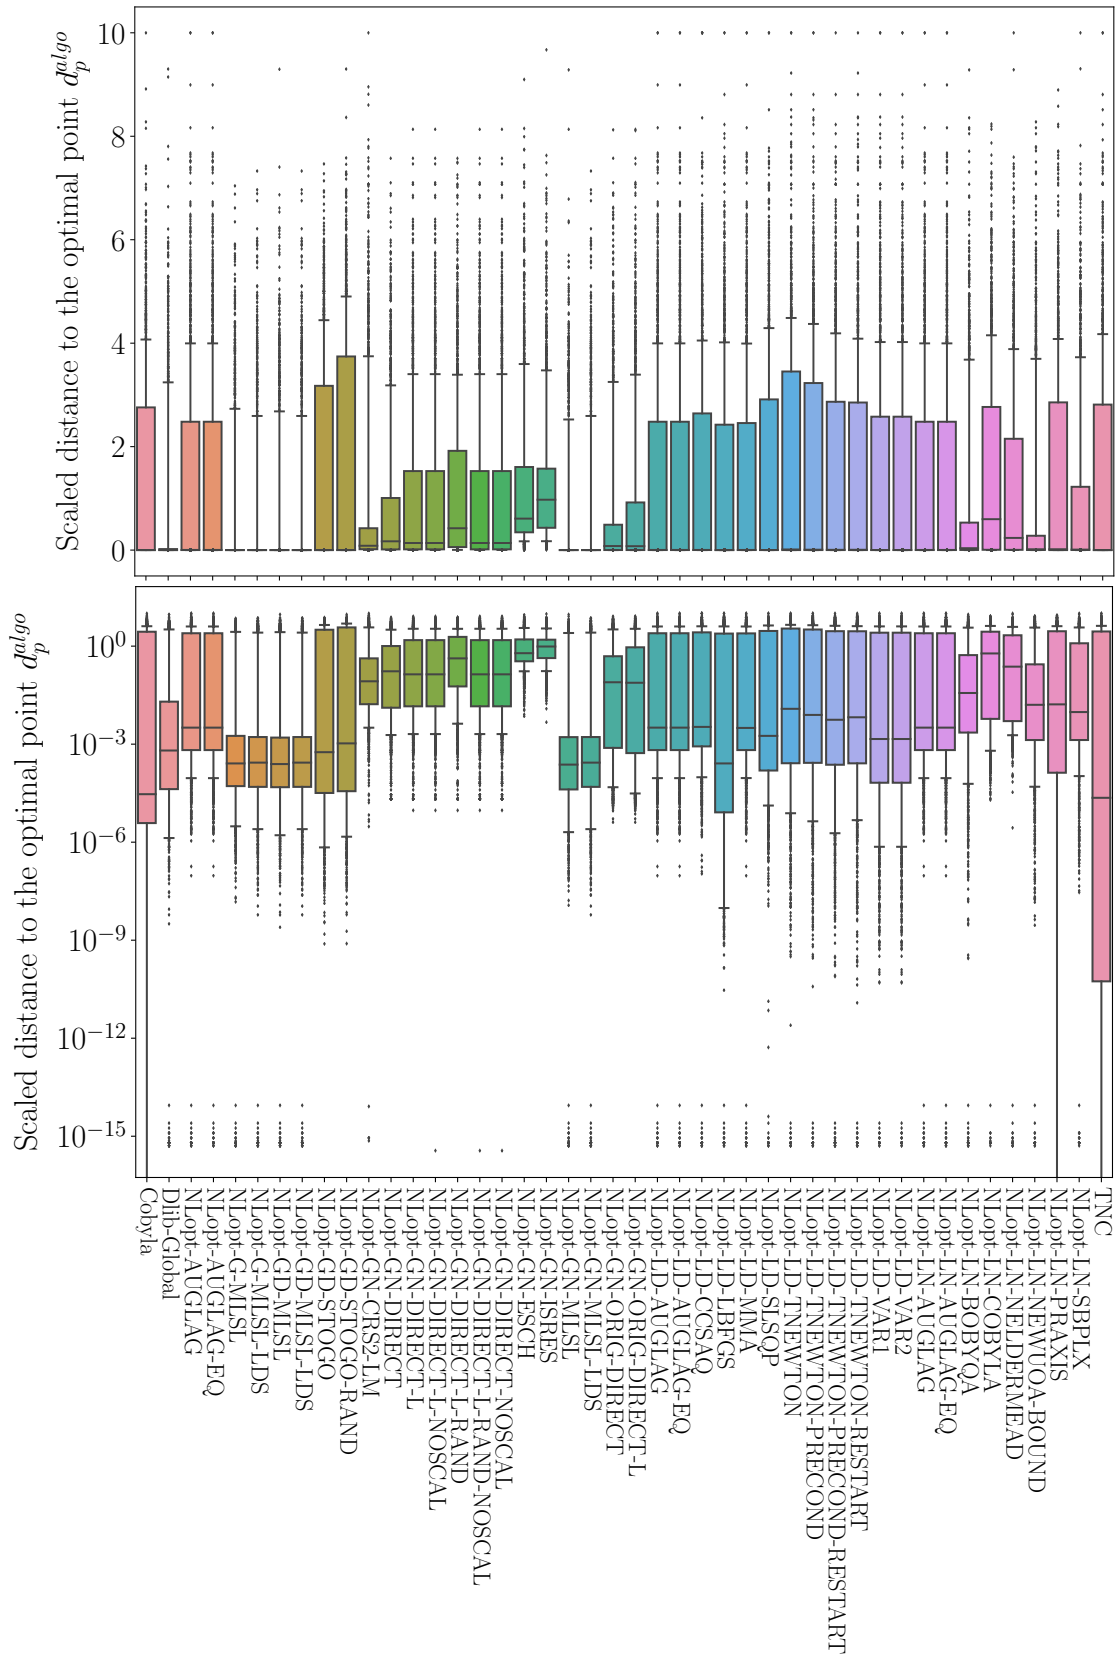 Scaled distance to the optimal point d_p^{algo}
10
8
6
4
2
0
Scaled distance to the optimal point d_p^{algo}
10^0
10^{-3}
10^{-6}
10^{-9}
10^{-12}
10^{-15}
Cobyla
Dlib-Global
NLopt-AUGLAG
NLopt-AUGLAG-EQ
NLopt-G-MLSL
NLopt-G-MLSL-LDS
NLopt-GD-MLSL
NLopt-GD-MLSL-LDS
NLopt-GD-STOGO
NLopt-GD-STOGO-RAND
NLopt-GN-CRS2-LM
NLopt-GN-DIRECT
NLopt-GN-DIRECT-L
NLopt-GN-DIRECT-L-NOSCAL
NLopt-GN-DIRECT-L-RAND
NLopt-GN-DIRECT-L-RAND-NOSCAL
NLopt-GN-DIRECT-NOSCAL
NLopt-GN-ESCH
NLopt-GN-ISRES
NLopt-GN-MLSL
NLopt-GN-MLSL-LDS
NLopt-GN-ORIG-DIRECT
NLopt-GN-ORIG-DIRECT-L
NLopt-LD-AUGLAG
NLopt-LD-AUGLAG-EQ
NLopt-LD-CCSAQ
NLopt-LD-LBFGS
NLopt-LD-MMA
NLopt-LD-SLSQP
NLopt-LD-TNEWTON
NLopt-LD-TNEWTON-PRECOND
NLopt-LD-TNEWTON-PRECOND-RESTART
NLopt-LD-TNEWTON-RESTART
NLopt-LD-VAR1
NLopt-LD-VAR2
NLopt-LN-AUGLAG
NLopt-LN-AUGLAG-EQ
NLopt-LN-BOBYQA
NLopt-LN-COBYLA
NLopt-LN-NELDERMEAD
NLopt-LN-NEWUOA-BOUND
NLopt-LN-PRAXIS
NLopt-LN-SBPLX
TNC